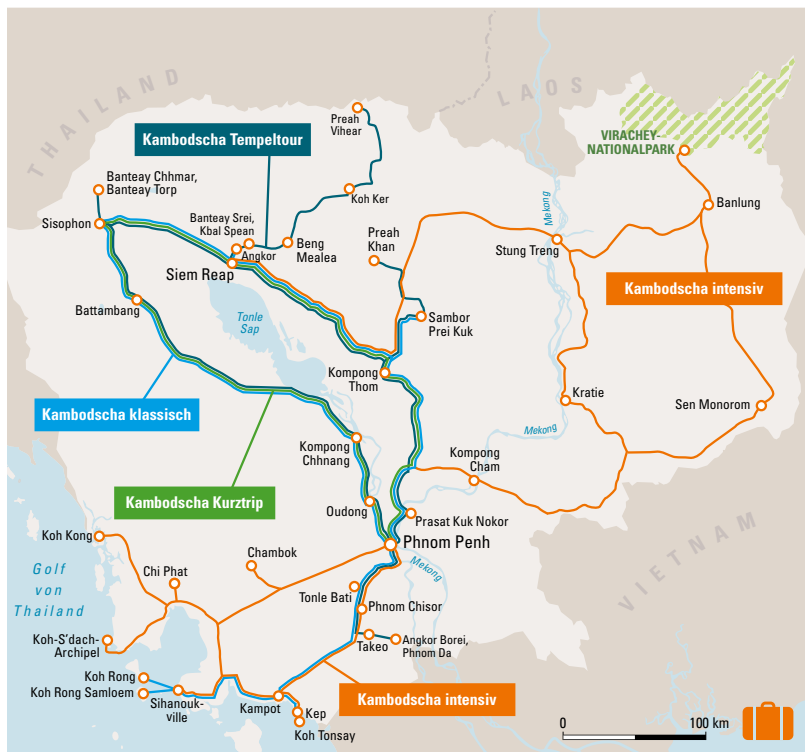 THAILAND
LAOS
Preah
Vihear
Kambodscha Tempeltour
VIRACHEY-
NATIONALPARK
Banteay Chhmar,
Banteay Torp
Koh Ker
Mekong
Banlung
Sisophon
Banteay Srei,
Kbal Spean
Angkor
Beng
Mealea
Preah
Khan
Stung Treng
Siem Reap
Kambodscha intensiv
Battambang
Tonle
Sap
Sambor
Prei Kuk
Kompong
Thom
Kratie
Sen Monorom
Kambodscha klassisch
Mekong
Kompong
Chhnang
Kompong
Cham
Kambodscha Kurztrip
Oudong
Prasat Kuk Nokor
Koh Kong
Phnom Penh
Chambok
Mekong
VIETNAM
Golf
von
Thailand
Chi Phat
Tonle Bati
Phnom Chisor
Koh-S'dach-
Archipel
Takeo
Angkor Borei,
Phnom Da
Koh Rong
Koh Rong Samloem
Sihanouk-
ville
Kampot
Kambodscha intensiv
Kep
Koh Tonsay
0
100 km